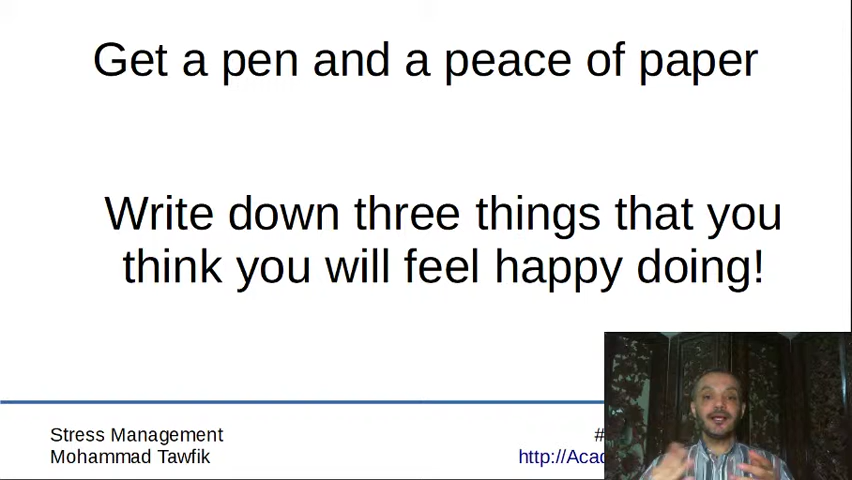 Get a pen and a peace of paper
Write down three things that you
think you will feel happy doing!
Stress Management
Mohammad Tawfik
#
http://Acad